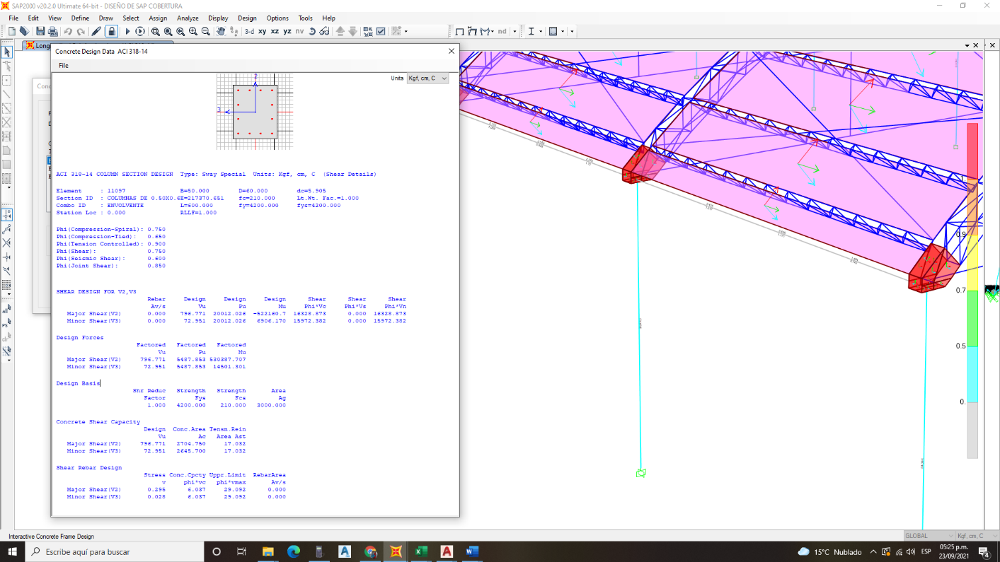 SAP2000 v20.2.0 Ultimate 64-bit - DISEÑO DE SAP COBERTURA
File Edit View Define Draw Select Assign Analyze Display Design Options Tools Help
3-d xy xz yz nv
nd
Concrete Design Data ACI 318-14
File
Units Kgf, cm, C
2
3
ACI 318-14 COLUMN SECTION DESIGN Type: Sway Special Units: Kgf, cm, C (Shear Details)
Element : 11097 B=50.000 D=60.000 dc=5.905
Section ID : COLUMNAS DE 0.50X0.6E=217370.651 fc=210.000 Lt.Wt. Fac.=1.000
Combo ID : ENVOLVENTE L=600.000 fy=4200.000 fys=4200.000
Station Loc : 0.000 RLLF=1.000
Phi(Compression-Spiral): 0.750
Phi(Compression-Tied): 0.650
Phi(Tension Controlled): 0.900
Phi(Shear): 0.750
Phi(Seismic Shear): 0.600
Phi(Joint Shear): 0.850
SHEAR DESIGN FOR V2,V3
Rebar Design Design Design Shear Shear Shear
Av/s Vu Pu Mu Phi*Vc Phi*Vs Phi*Vn
Major Shear(V2) 0.000 796.771 20012.026 -522160.7 16328.873 0.000 16328.873
Minor Shear(V3) 0.000 72.951 20012.026 6906.170 15972.382 0.000 15972.382
Design Forces
Factored Factored Factored
Vu Pu Mu
Major Shear(V2) 796.771 5487.853 530387.707
Minor Shear(V3) 72.951 5487.853 14501.301
Design Basis
Shr Reduc Strength Strength Area
Factor Fys Fcs Ag
1.000 4200.000 210.000 3000.000
Concrete Shear Capacity
Design Conc.Area Tensn.Rein
Vu Ac Area Ast
Major Shear(V2) 796.771 2704.750 17.032
Minor Shear(V3) 72.951 2645.700 17.032
Shear Rebar Design
Stress Conc.Cpcty Uppr.Limit RebarArea
v phi*vc phi*vmax Av/s
Major Shear(V2) 0.295 6.037 29.092 0.000
Minor Shear(V3) 0.028 6.037 29.092 0.000
0.9
0.7
0.5
0.
Interactive Concrete Frame Design
GLOBAL
Kgf, cm, C
Escribe aquí para buscar
15°C Nublado
ESP
05:25 p.m.
23/09/2021
4